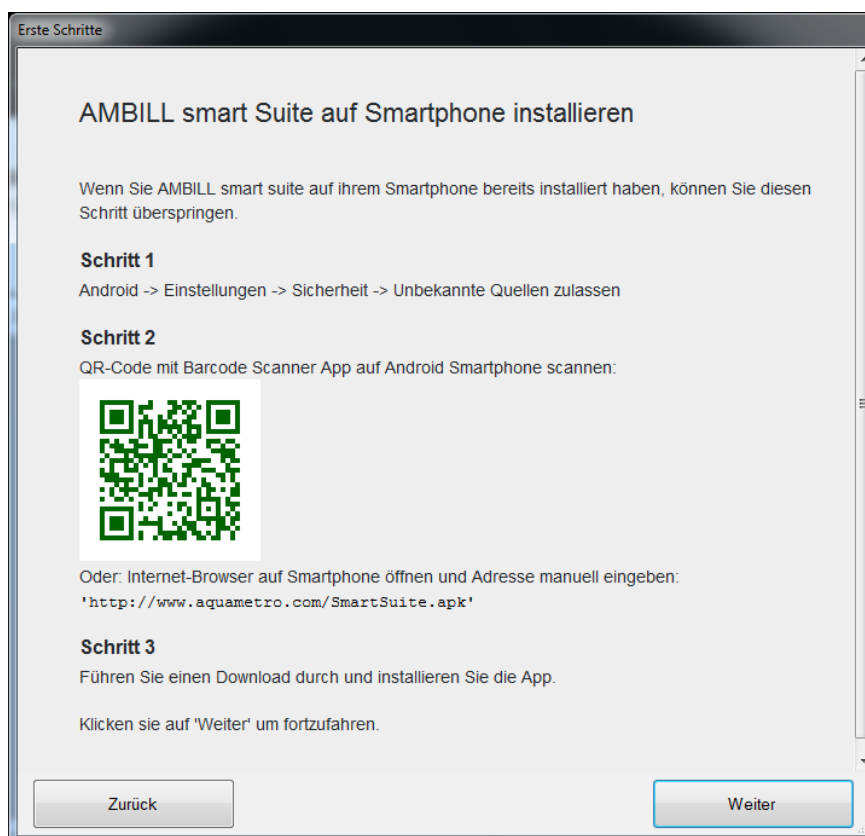 Erste Schritte
AMBILL smart Suite auf Smartphone installieren
Wenn Sie AMBILL smart suite auf ihrem Smartphone bereits installiert haben, können Sie diesen
Schritt überspringen.
Schritt 1
Android -> Einstellungen -> Sicherheit -> Unbekannte Quellen zulassen
Schritt 2
QR-Code mit Barcode Scanner App auf Android Smartphone scannen:
Oder: Internet-Browser auf Smartphone öffnen und Adresse manuell eingeben:
'http://www.aquametro.com/SmartSuite.apk'
Schritt 3
Führen Sie einen Download durch und installieren Sie die App.
Klicken sie auf 'Weiter' um fortzufahren.
Zurück
Weiter